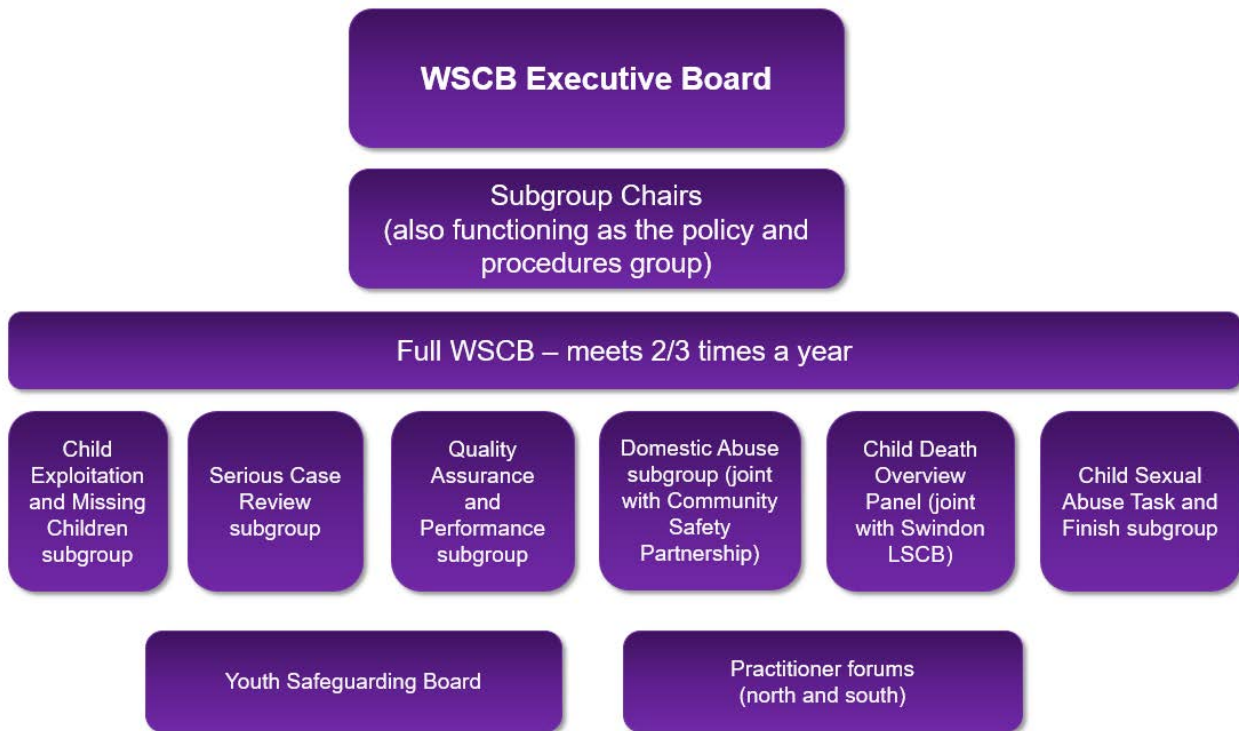 WSCB Executive Board
Subgroup Chairs
(also functioning as the policy and
procedures group)
Full WSCB – meets 2/3 times a year
Child
Exploitation
and Missing
Children
subgroup
Serious Case
Review
subgroup
Quality
Assurance
and
Performance
subgroup
Domestic Abuse
subgroup (joint
with Community
Safety
Partnership)
Child Death
Overview
Panel (joint
with Swindon
LSCB)
Child Sexual
Abuse Task and
Finish subgroup
Youth Safeguarding Board
Practitioner forums
(north and south)